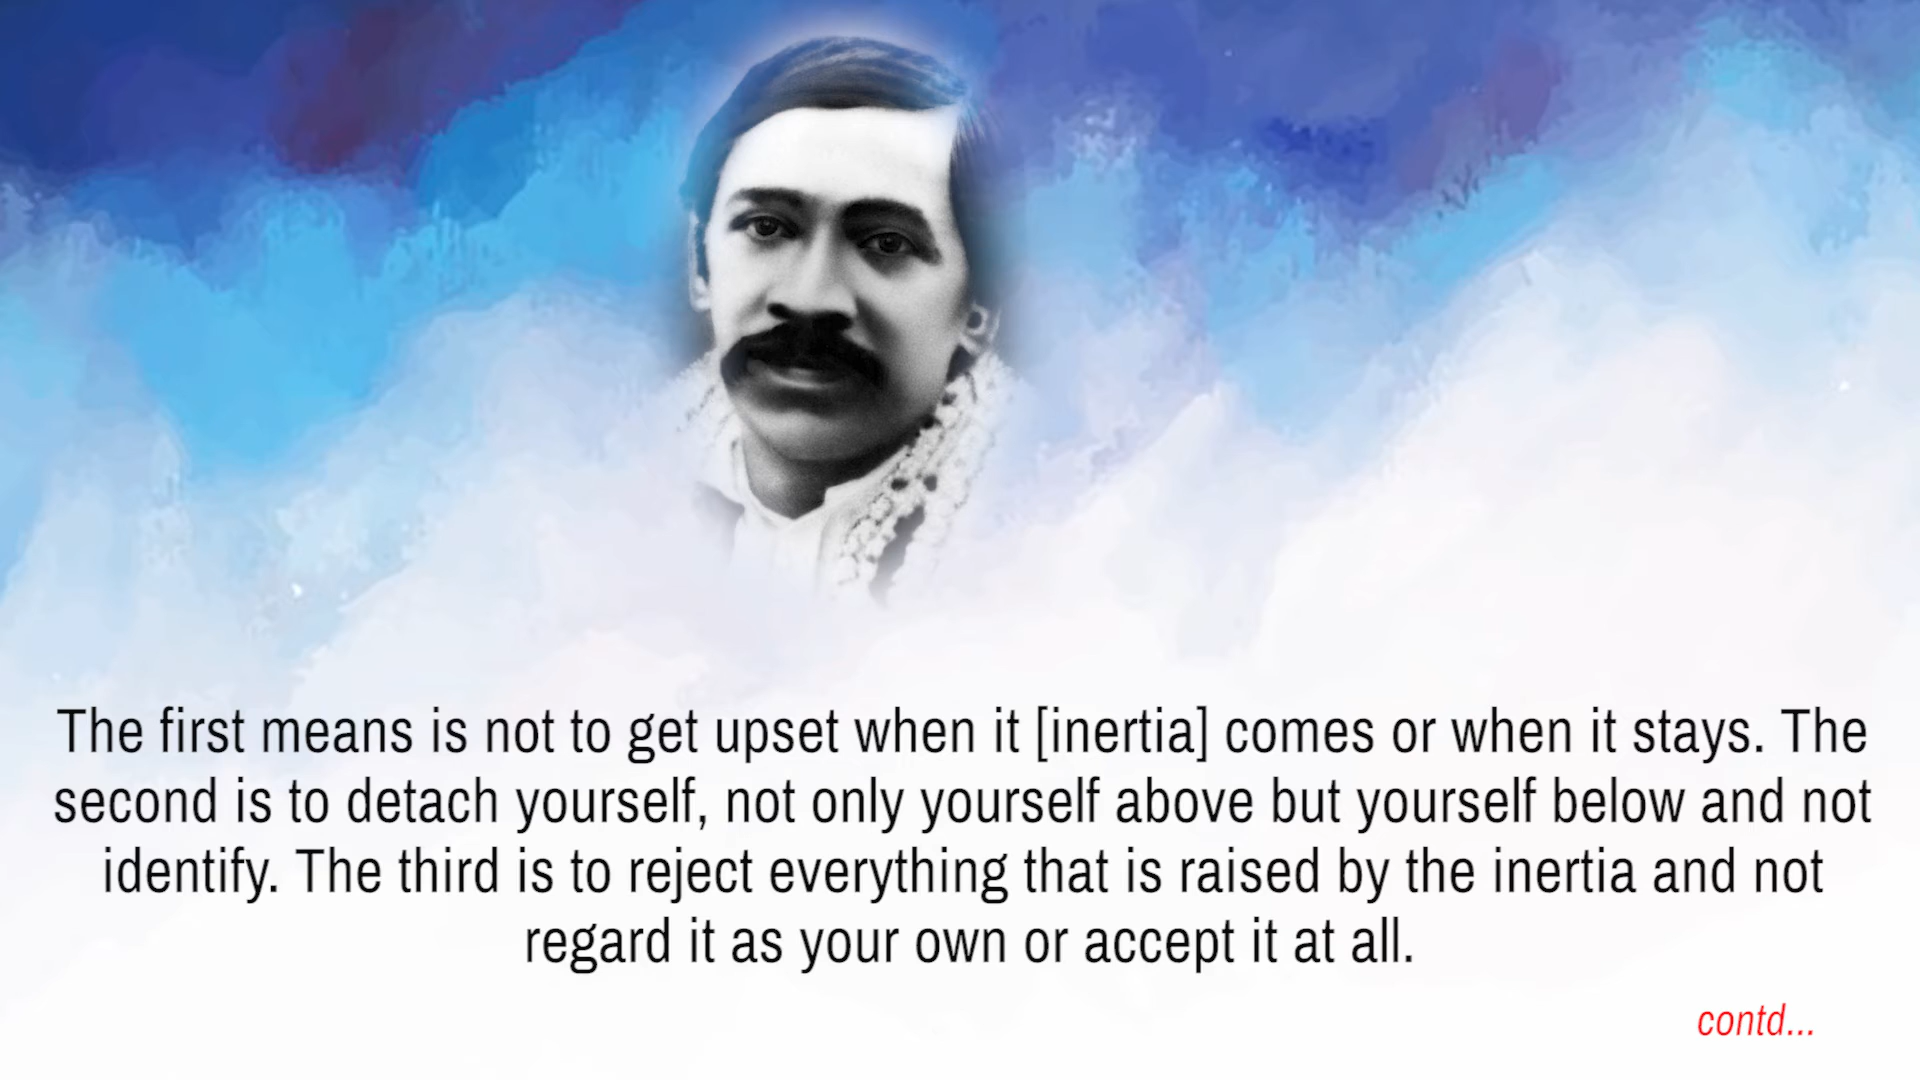 The first means is not to get upset when it [inertia] comes or when it stays. The
second is to detach yourself, not only yourself above but yourself below and not
identify. The third is to reject everything that is raised by the inertia and not
regard it as your own or accept it at all.
contd...